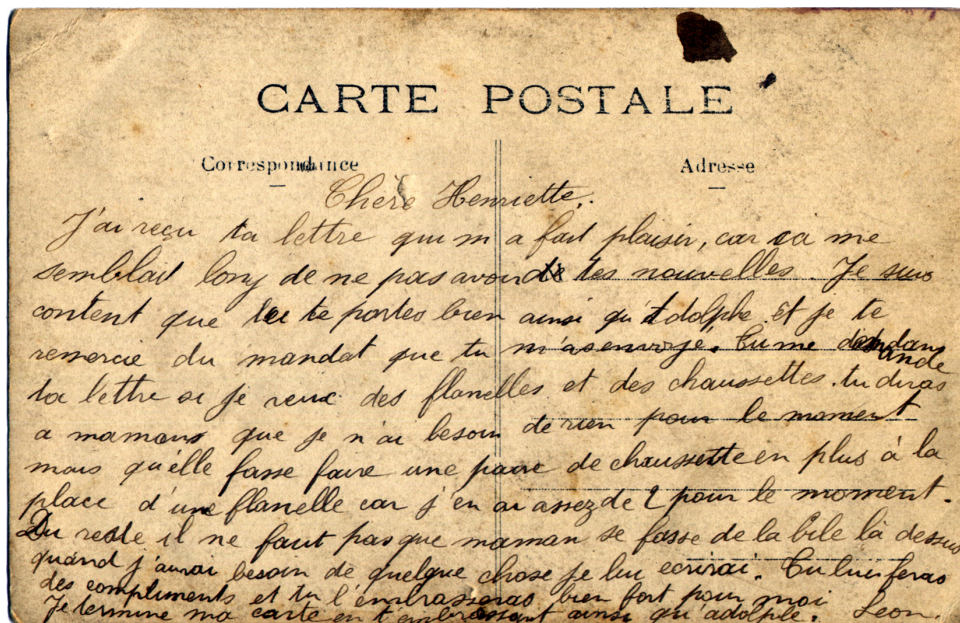 CARTE POSTALE
Correspondance Adresse
Chère Henriette.
J'ai reçu ta lettre qui m'a fait plaisir, car ca me
semblait long de ne pas avoir de tes nouvelles. Je suis
content que tu te portes bien ainsi qu'Adolphe. Et je te
remercie du mandat que tu m'as envoyé. Tu me demande dans
ta lettre si je veux des flanelles et des chaussettes. tu diras
a maman que je n'ai besoin de rien pour le moment
mais qu'elle fasse faire une paire de chaussette en plus à la
place d'une flanelle car j'en ai assez de 2 pour le moment.
Du reste il ne faut pas que maman se fasse de la bile là dessus
quand j'aurai besoin de quelque chose je lui ecrirai. Tu lui feras
des compliments et tu l'embrasseras bien fort pour moi
Je termine ma carte en t'embrassant ainsi qu'adolphe. Leon.